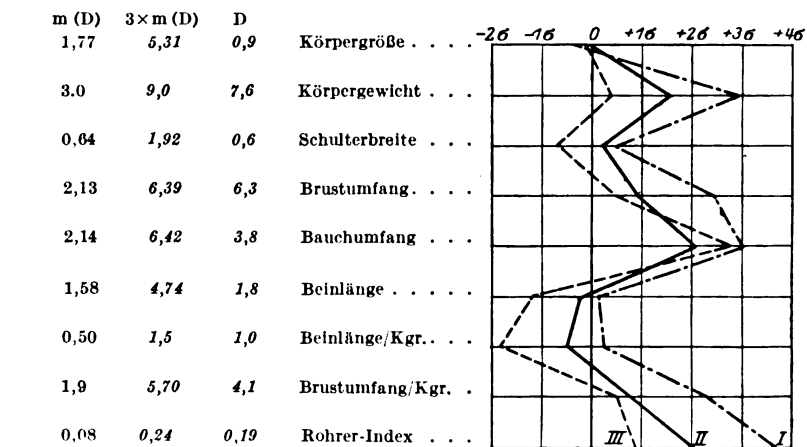 m (D) 3×m (D) D
-2σ -1σ 0 +1σ +2σ +3σ +4σ
1,77 5,31 0,9 Körpergröße . . . .
3.0 9,0 7,6 Körpergewicht . . .
0,64 1,92 0,6 Schulterbreite . . .
2,13 6,39 6,3 Brustumfang. . . .
2,14 6,42 3,8 Bauchumfang . . .
1,58 4,74 1,8 Beinlänge . . . . .
0,50 1,5 1,0 Beinlänge/Kgr.. . .
1,9 5,70 4,1 Brustumfang/Kgr. . .
0,08 0,24 0,19 Rohrer-Index . . . III II I